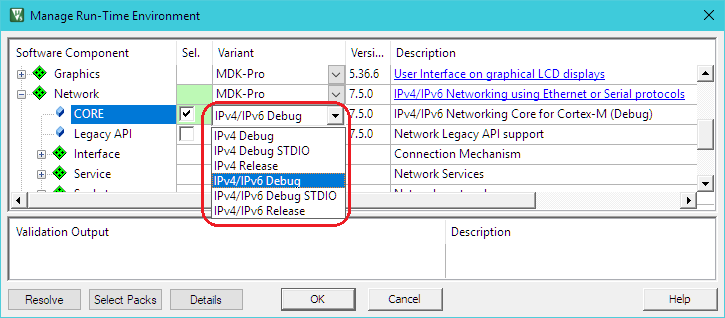 Manage Run-Time Environment
Software Component Sel. Variant Versi... Description
Graphics MDK-Pro 5.36.6 User Interface on graphical LCD displays
Network MDK-Pro 7.5.0 IPv4/IPv6 Networking using Ethernet or Serial protocols
CORE IPv4/IPv6 Debug 7.5.0 IPv4/IPv6 Networking Core for Cortex-M (Debug)
Legacy API IPv4 Debug 7.5.0 Network Legacy API support
IPv4 Debug STDIO
Interface IPv4 Release Connection Mechanism
Service IPv4/IPv6 Debug Network Services
IPv4/IPv6 Debug STDIO
IPv4/IPv6 Release
Validation Output Description
Resolve Select Packs Details OK Cancel Help